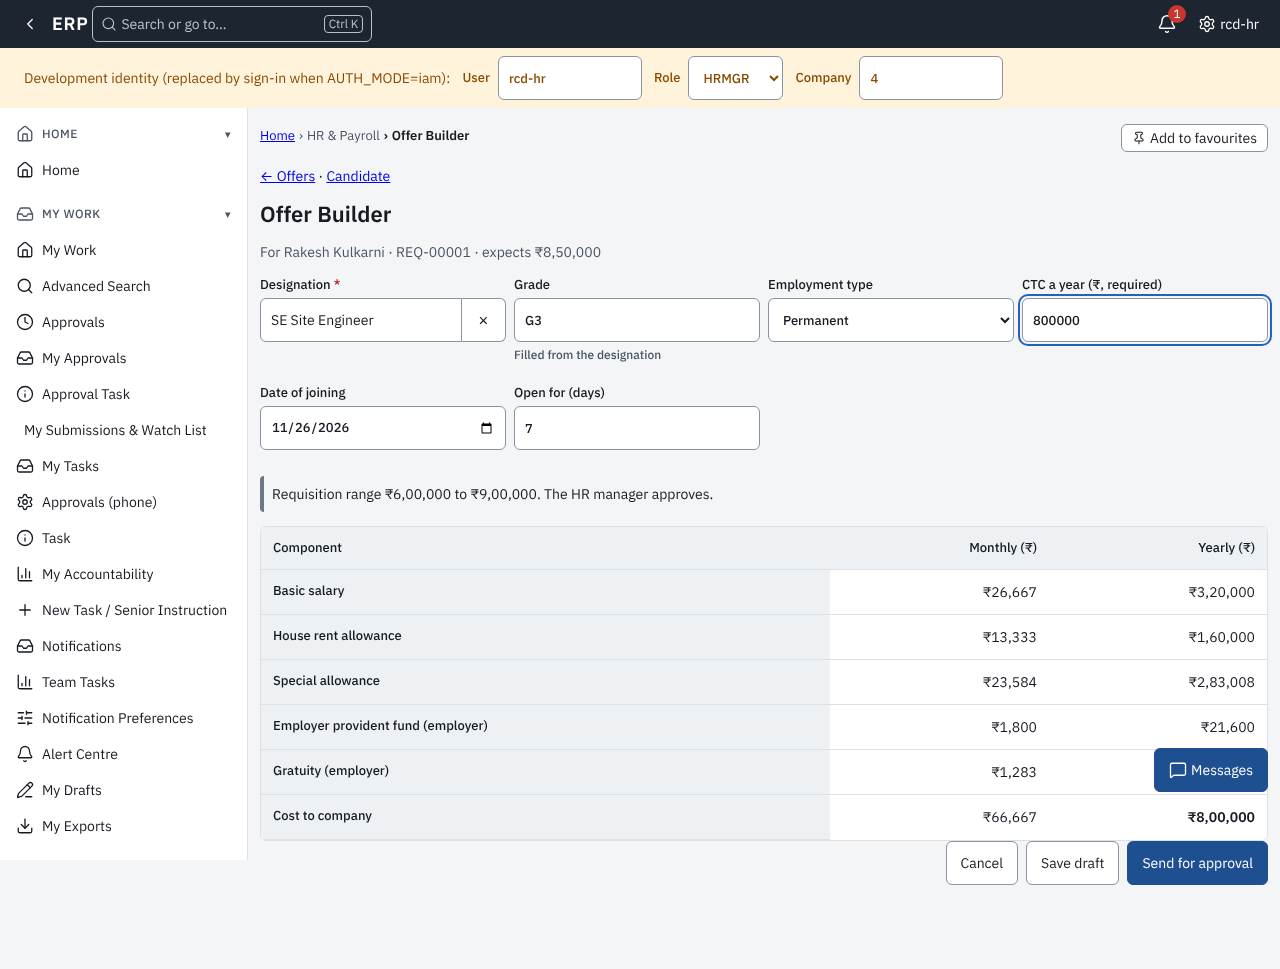 ERP
Search or go to...
Ctrl K
1
rcd-hr
Development identity (replaced by sign-in when AUTH_MODE=iam): User rcd-hr Role HRMGR Company 4
HOME
Home
MY WORK
My Work
Advanced Search
Approvals
My Approvals
Approval Task
My Submissions & Watch List
My Tasks
Approvals (phone)
Task
My Accountability
New Task / Senior Instruction
Notifications
Team Tasks
Notification Preferences
Alert Centre
My Drafts
My Exports
Home › HR & Payroll › Offer Builder
Add to favourites
← Offers · Candidate
Offer Builder
For Rakesh Kulkarni · REQ-00001 · expects ₹8,50,000
Designation * Grade Employment type CTC a year (₹, required)
SE Site Engineer × G3 Permanent 800000
Filled from the designation
Date of joining Open for (days)
11/26/2026 7
Requisition range ₹6,00,000 to ₹9,00,000. The HR manager approves.
Component Monthly (₹) Yearly (₹)
Basic salary ₹26,667 ₹3,20,000
House rent allowance ₹13,333 ₹1,60,000
Special allowance ₹23,584 ₹2,83,008
Employer provident fund (employer) ₹1,800 ₹21,600
Gratuity (employer) ₹1,283
Messages
Cost to company ₹66,667 ₹8,00,000
Cancel Save draft Send for approval